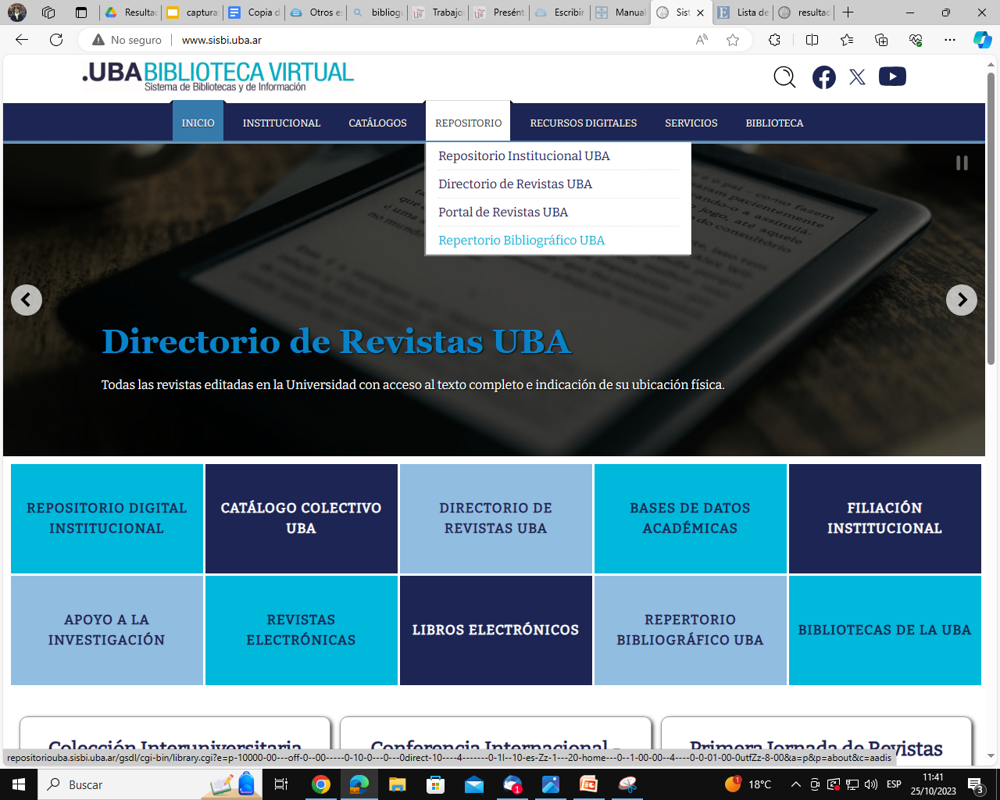 Resultac
captura
Copia d
Otros e
bibliogu
Trabajo
Presént
Escribir
Manual
Sist
Lista de
resultac
No seguro
www.sisbi.uba.ar
.UBA BIBLIOTECA VIRTUAL
Sistema de Bibliotecas y de Información
INICIO
INSTITUCIONAL
CATÁLOGOS
REPOSITORIO
RECURSOS DIGITALES
SERVICIOS
BIBLIOTECA
Repositorio Institucional UBA
Directorio de Revistas UBA
Portal de Revistas UBA
Repertorio Bibliográfico UBA
Directorio de Revistas UBA
Todas las revistas editadas en la Universidad con acceso al texto completo e indicación de su ubicación física.
REPOSITORIO DIGITAL
INSTITUCIONAL
CATÁLOGO COLECTIVO
UBA
DIRECTORIO DE
REVISTAS UBA
BASES DE DATOS
ACADÉMICAS
FILIACIÓN
INSTITUCIONAL
APOYO A LA
INVESTIGACIÓN
REVISTAS
ELECTRÓNICAS
LIBROS ELECTRÓNICOS
REPERTORIO
BIBLIOGRÁFICO UBA
BIBLIOTECAS DE LA UBA
Colección Interuniversitaria
Conferencia Internacional -
Primera Jornada de Revistas
repositoriouba.sisbi.uba.ar/gsdl/cgi-bin/library.cgi?e=p-10000-00---off-0--00-----0-10-0---0---0direct-10----4-------0-1l--10-es-Zz-1---20-home---0--1-00-00--4----0-0-01-00-0utfZz-8-00&a=p&p=about&c=aadis
Buscar
1
1
18°C
ESP
11:41
25/10/2023
3